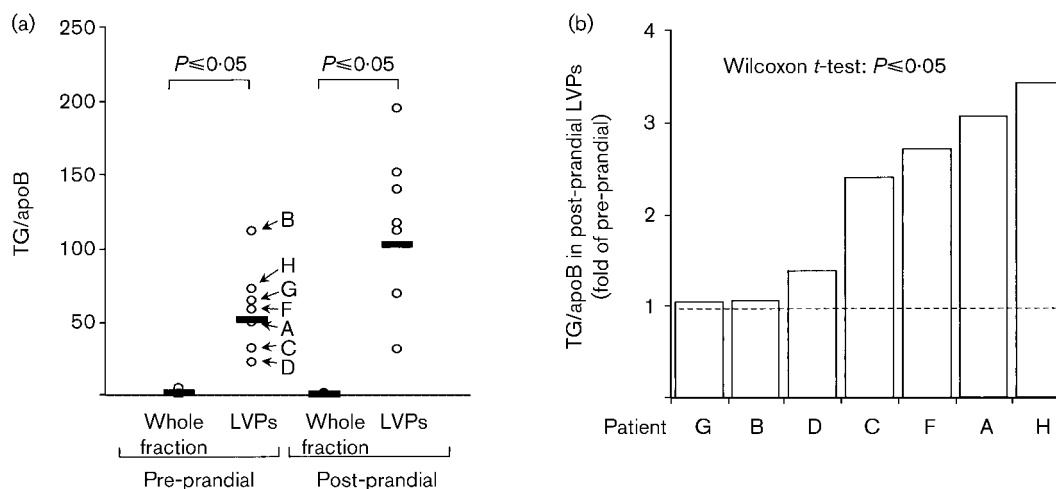 (a)
250
200
150
100
50
TG/apoB
P≤0·05
P≤0·05
B
H
G
F
A
C
D
Whole fraction
LVPs
Whole fraction
LVPs
Pre-prandial
Post-prandial
(b)
4
3
2
1
TG/apoB in post-prandial LVPs
(fold of pre-prandial)
Wilcoxon t-test: P≤0·05
Patient G B D C F A H